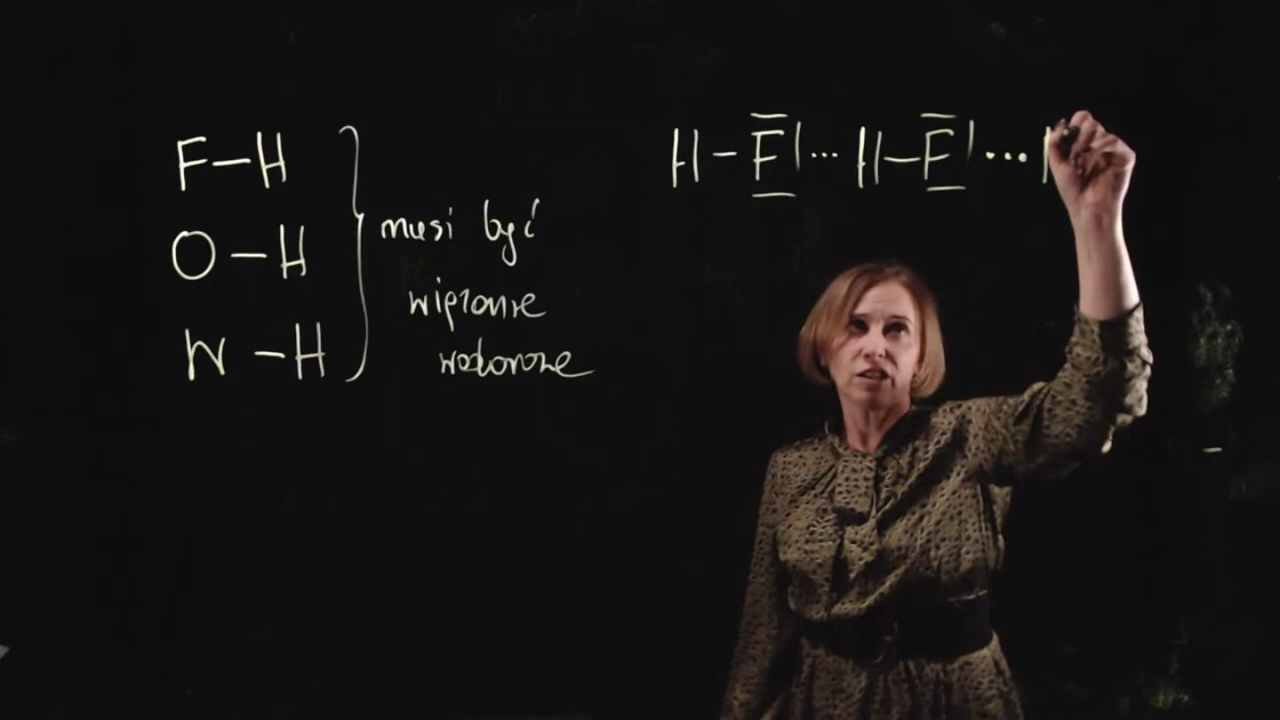 F–H
O–H
N–H
musi być
wiązanie
wodorowe
H–F|···H–F|···H